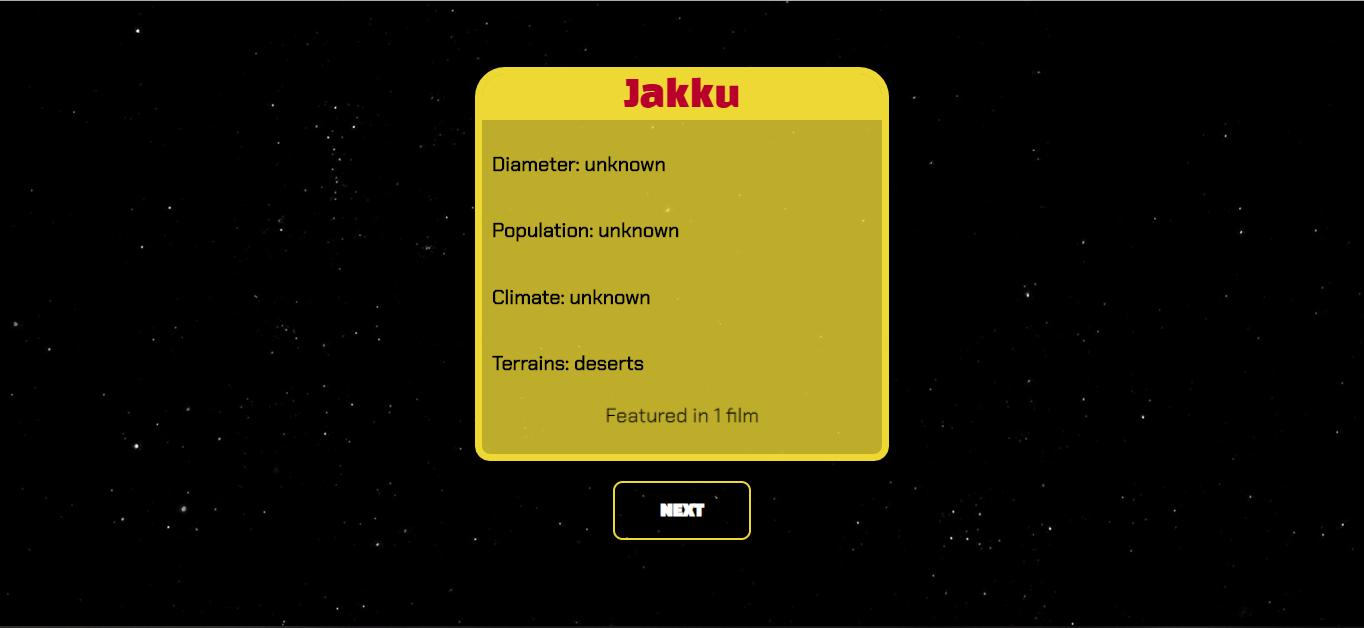 Jakku
Diameter: unknown
Population: unknown
Climate: unknown
Terrains: deserts
Featured in 1 film
NEXT